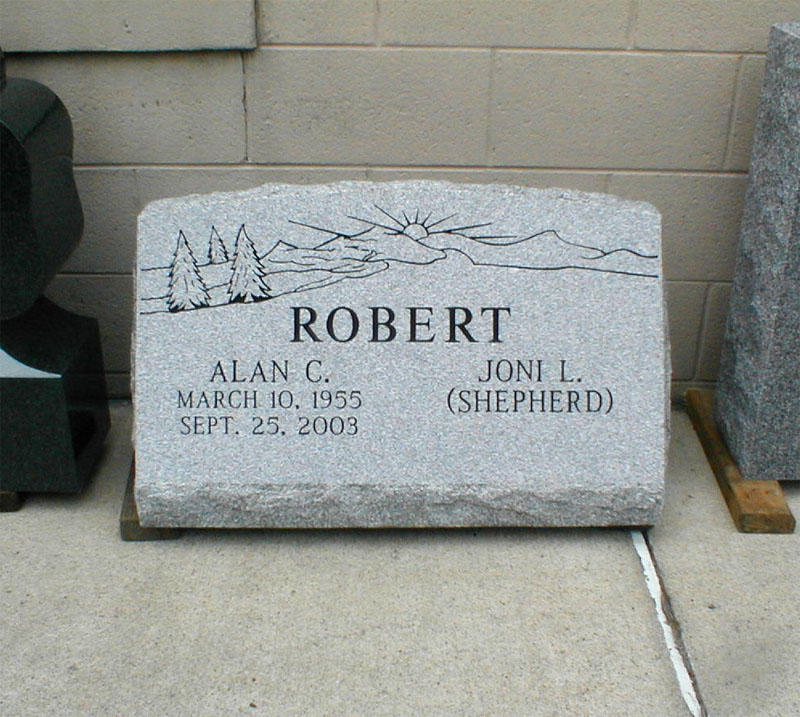 ROBERT
ALAN C.
MARCH 10, 1955
SEPT. 25, 2003
JONI L.
(SHEPHERD)